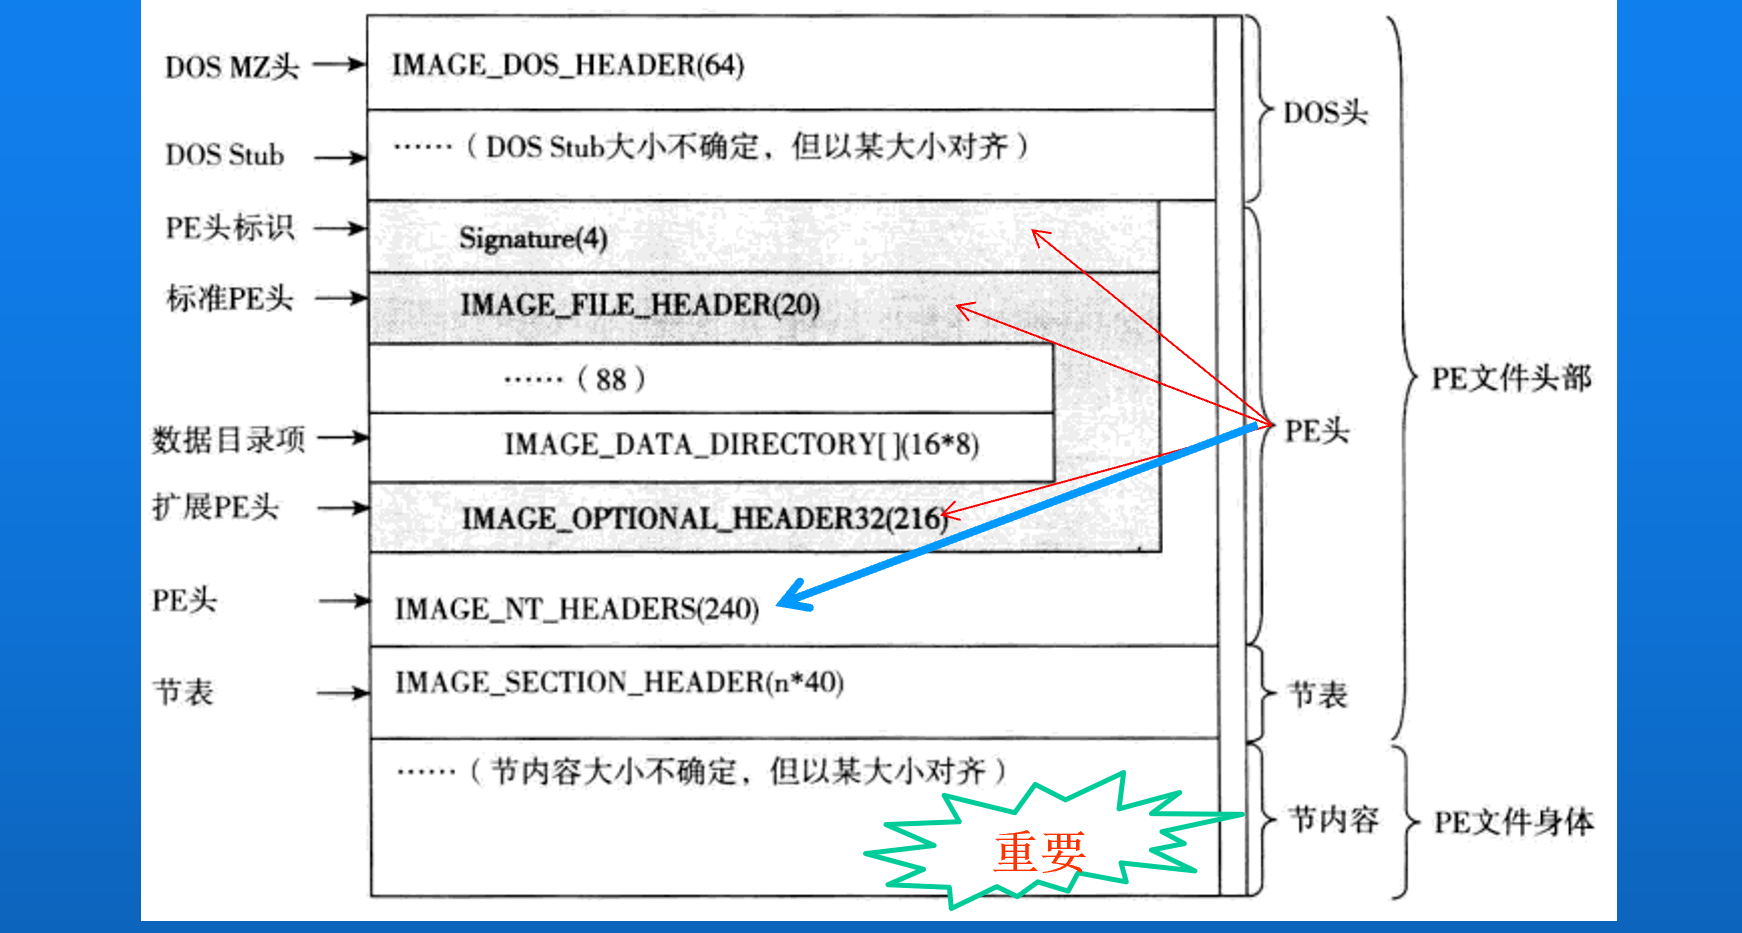 DOS MZ头
IMAGE_DOS_HEADER(64)
DOS头
DOS Stub
……（DOS Stub大小不确定，但以某大小对齐）
PE头标识
Signature(4)
标准PE头
IMAGE_FILE_HEADER(20)
……（88）
PE文件头部
数据目录项
IMAGE_DATA_DIRECTORY[ ](16*8)
PE头
扩展PE头
IMAGE_OPTIONAL_HEADER32(216)
PE头
IMAGE_NT_HEADERS(240)
节表
IMAGE_SECTION_HEADER(n*40)
节表
……（节内容大小不确定，但以某大小对齐）
节内容
PE文件身体
重要